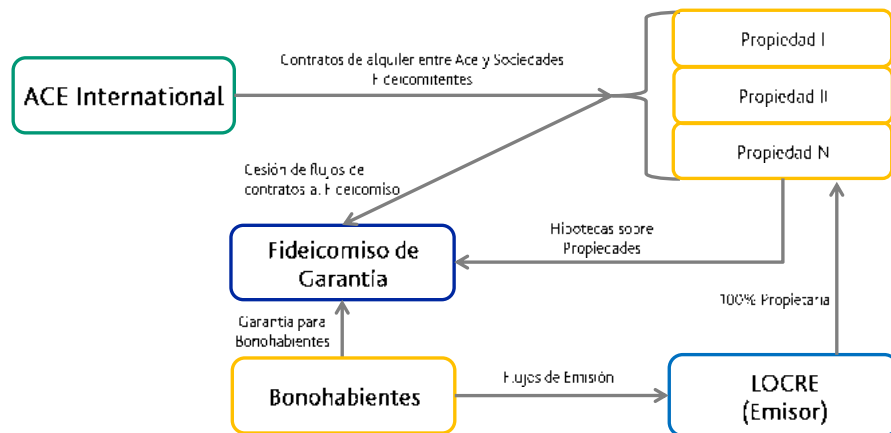 Propiedad I
Contratos de alquiler entre Ace y Sociedades
Fideicomitentes
ACE International
Propiedad II
Propiedad N
Cesión de flujos de
contratos al Fideicomiso
Hipotecas sobre
Propiedades
Fideicomiso de
Garantía
100% Propietaria
Garantía para
Bonohabientes
Flujos de Emisión
Bonohabientes
LOCRE
(Emisor)